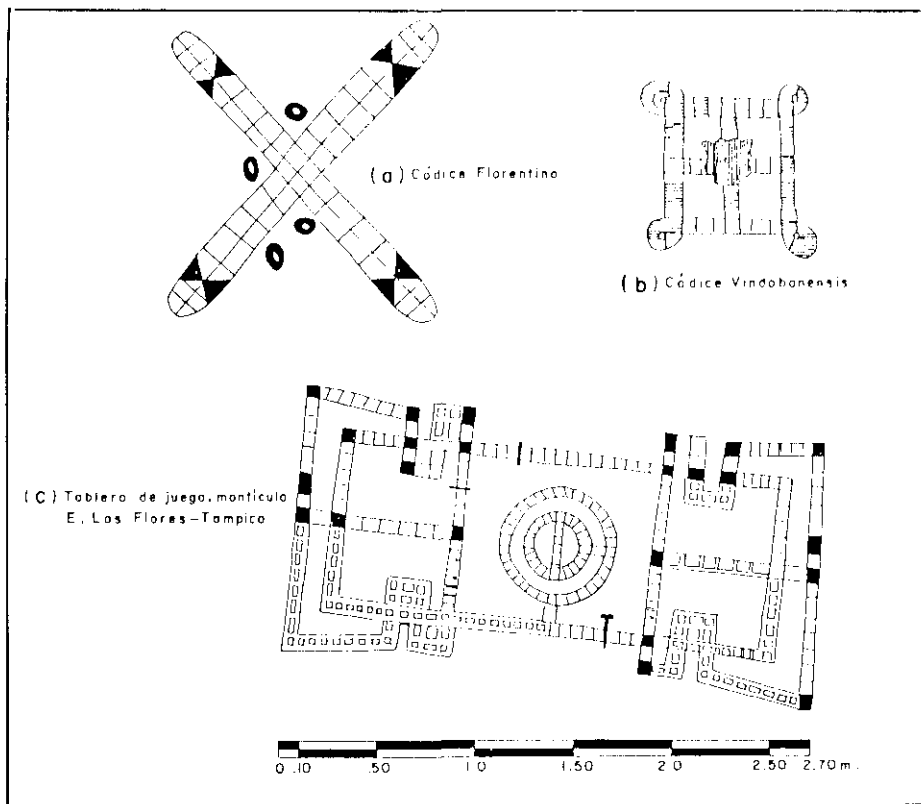 (a) Códice Florentino
(b) Códice Vindobonensis
(C) Tablero de juego, montículo
E, Las Flores-Tampico
0 .10 .50 1.0 1.50 2.0 2.50 2.70 m.